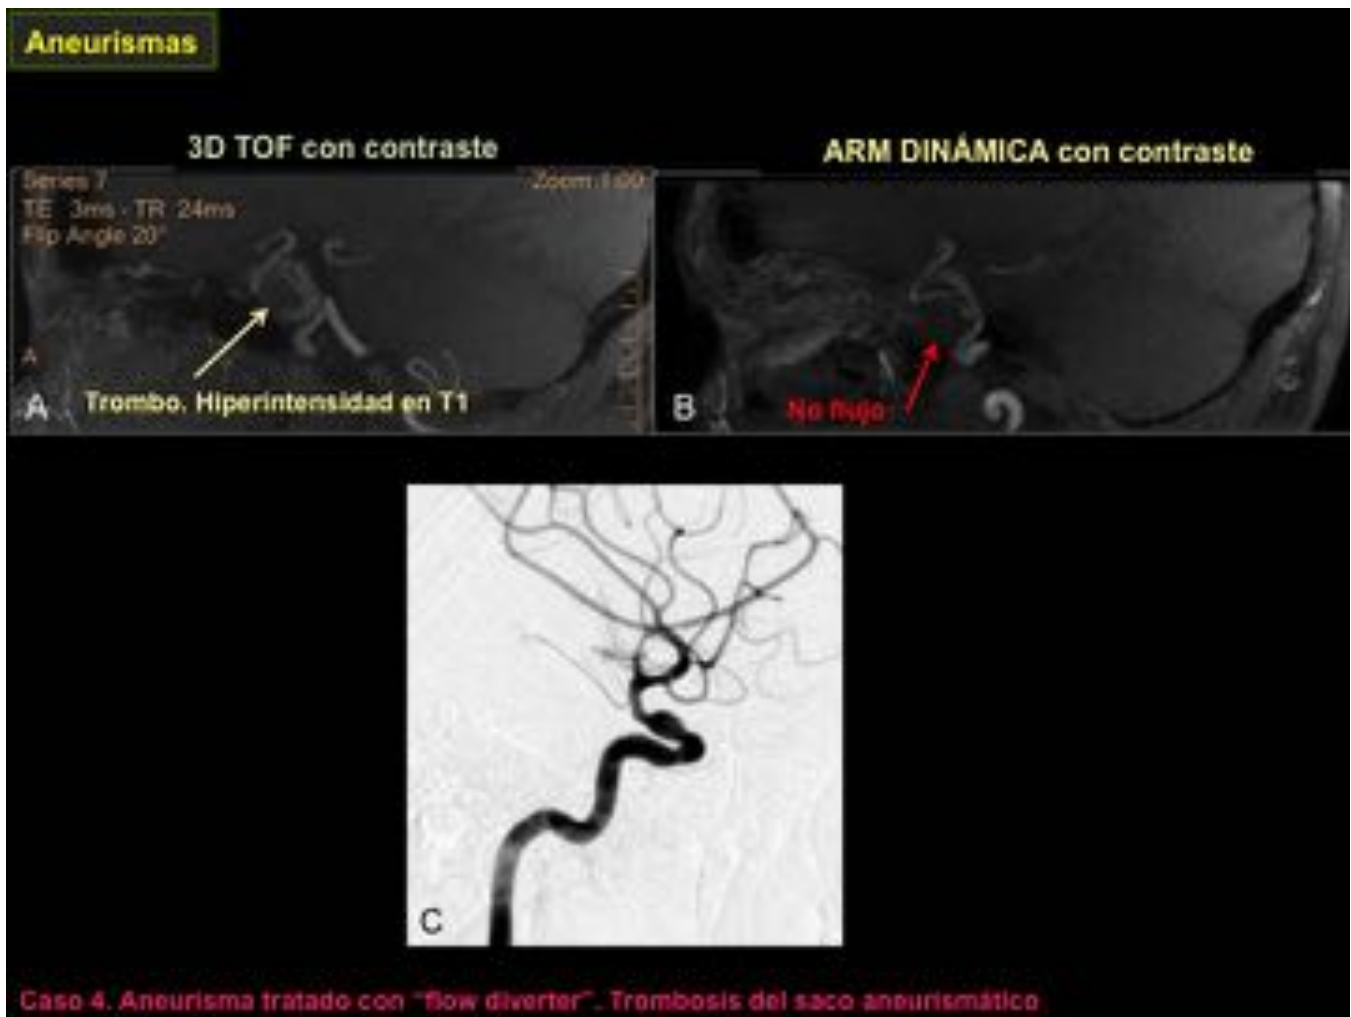 Aneurismas
3D TOF con contraste
ARM DINÁMICA con contraste
Series 7
Zoom 1.00
TE 3ms - TR 24ms
Flip Angle 20°
A
Trombo. Hiperintensidad en T1
A
No flujo
B
C
Caso 4. Aneurisma tratado con "flow diverter". Trombosis del saco aneurismático